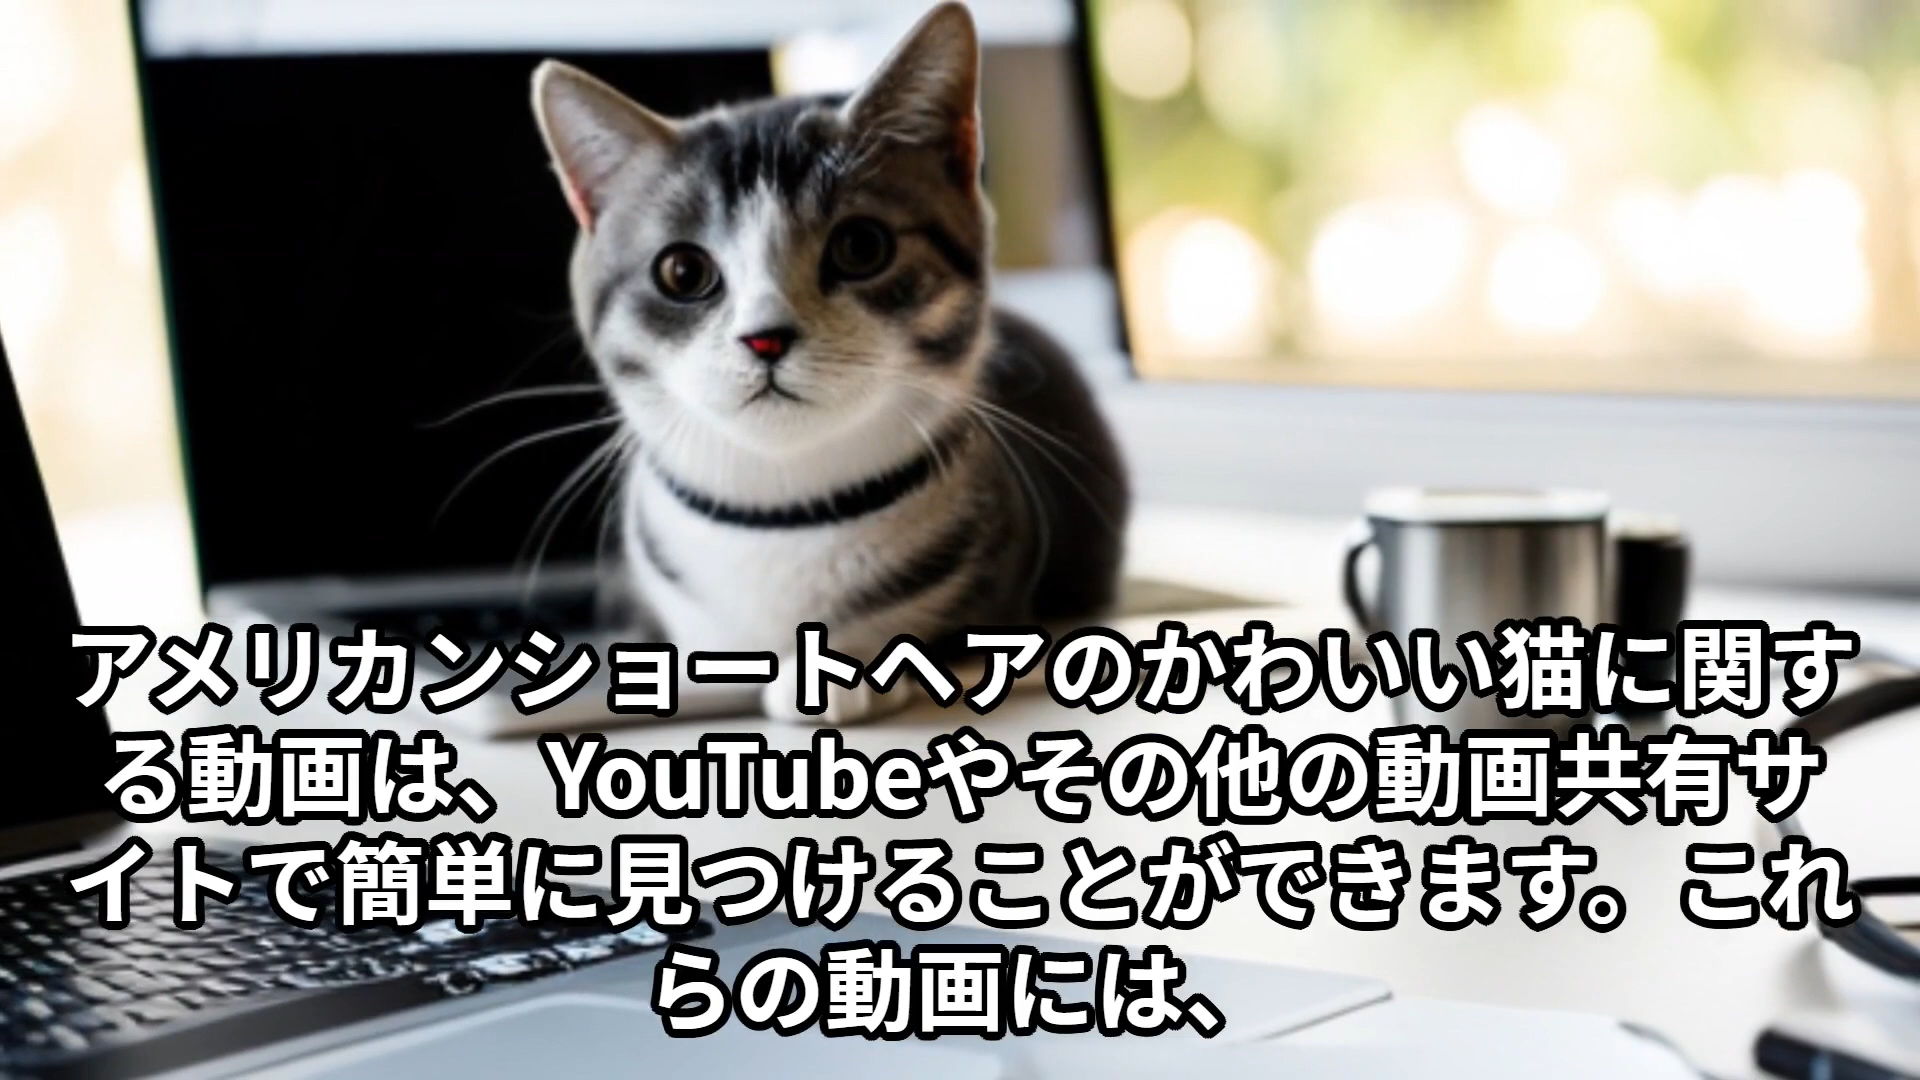 アメリカンショートヘアのかわいい猫に関す
る動画は、YouTubeやその他の動画共有サ
イトで簡単に見つけることができます。これ
らの動画には、